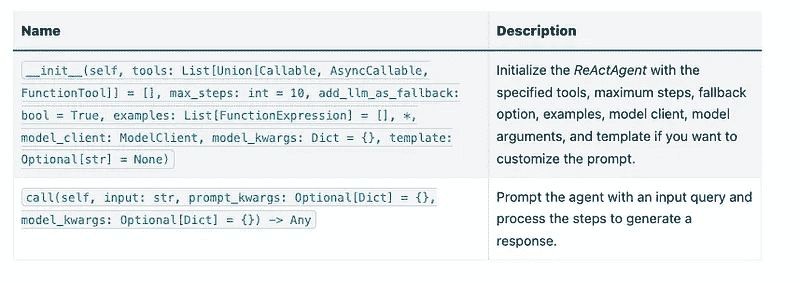 Name Description
__init__(self, tools: List[Union[Callable, AsyncCallable,
FunctionTool]] = [], max_steps: int = 10, add_llm_as_fallback:
bool = True, examples: List[FunctionExpression] = [], *,
model_client: ModelClient, model_kwargs: Dict = {}, template:
Optional[str] = None)
Initialize the ReActAgent with the
specified tools, maximum steps, fallback
option, examples, model client, model
arguments, and template if you want to
customize the prompt.
call(self, input: str, prompt_kwargs: Optional[Dict] = {},
model_kwargs: Optional[Dict] = {}) -> Any
Prompt the agent with an input query and
process the steps to generate a
response.